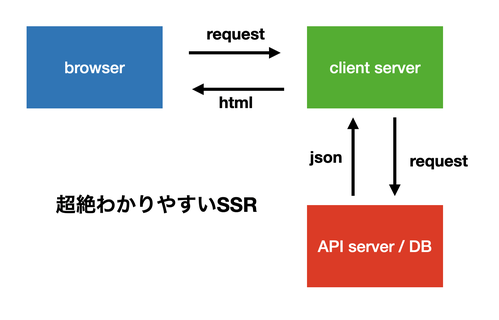 request
browser
client server
html
json
request
超絶わかりやすいSSR
API server / DB